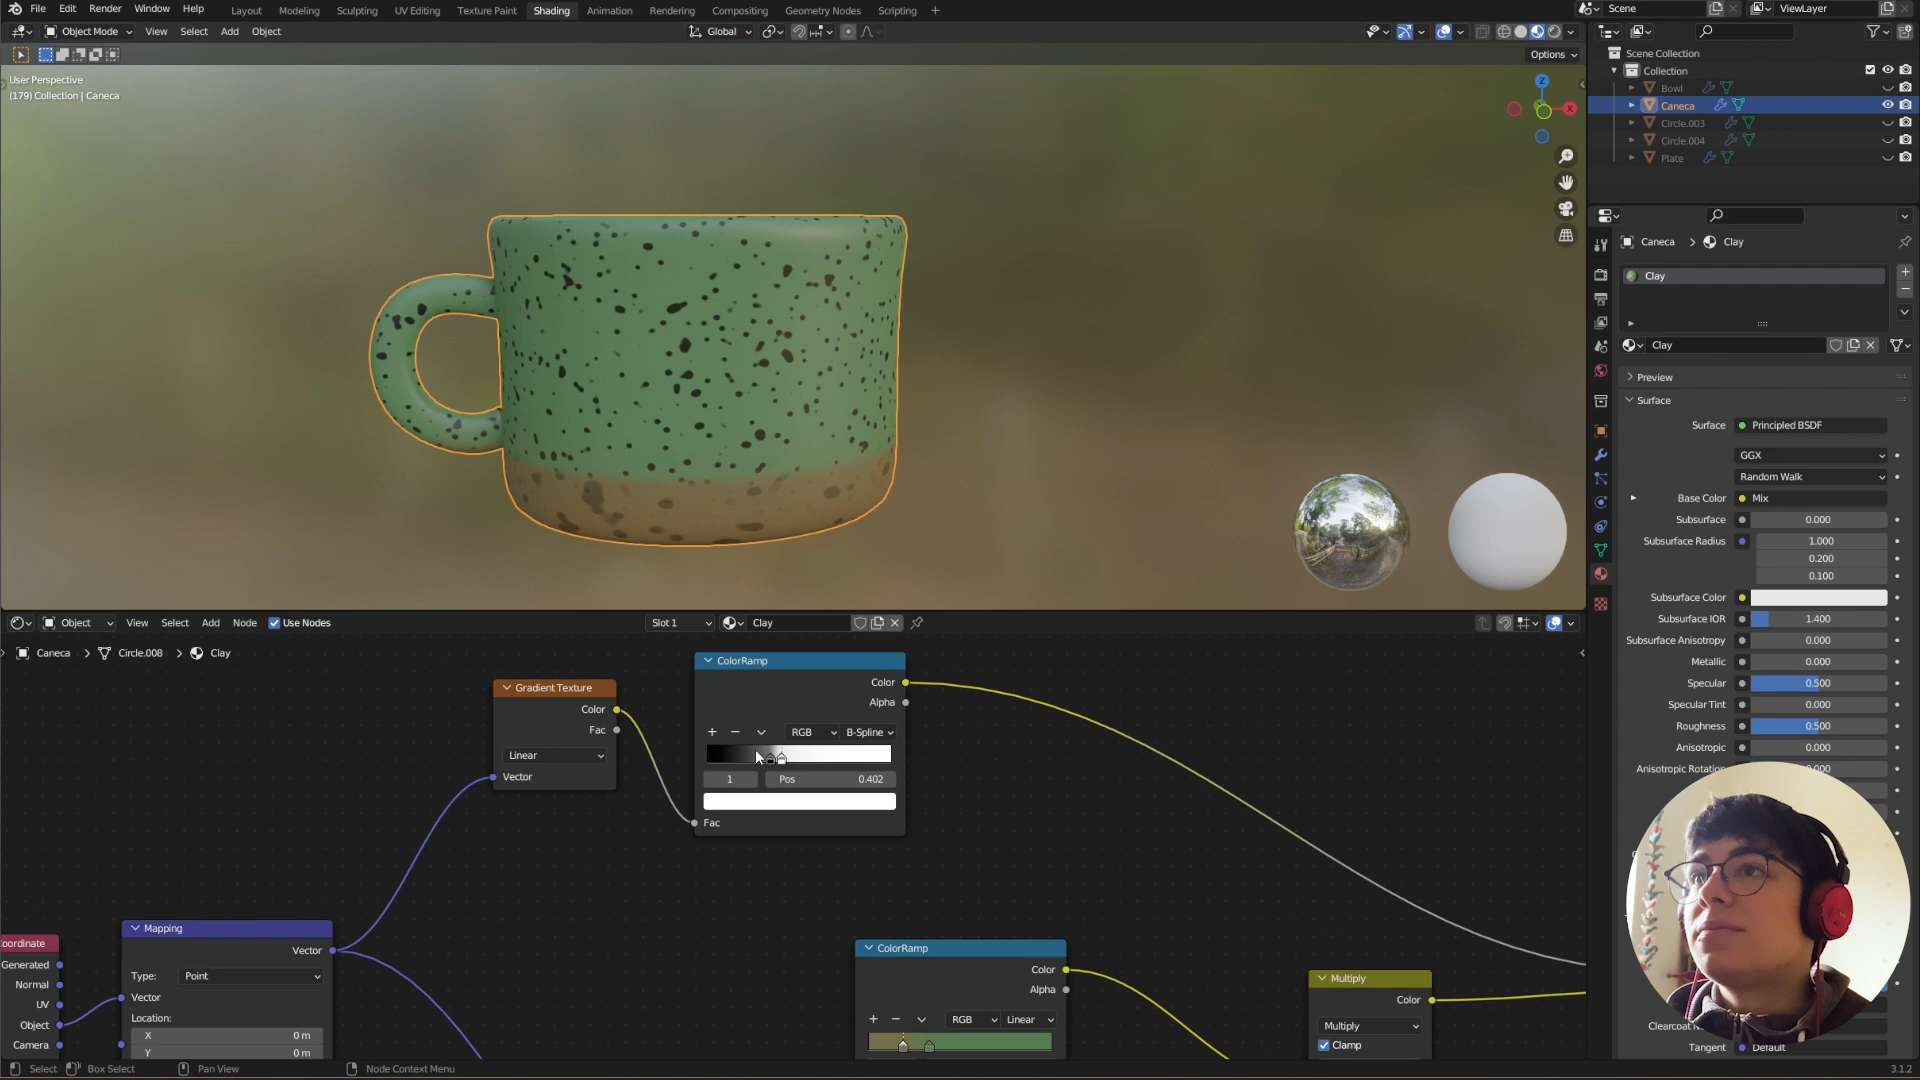 File Edit Render Window Help Layout Modeling Sculpting UV Editing Texture Paint Shading Animation Rendering Compositing Geometry Nodes Scripting + Scene ViewLayer
Object Mode View Select Add Object Global
Options
User Perspective
(179) Collection | Caneca
Z
X
Scene Collection
Collection
Bowl
Caneca
Circle.003
Circle.004
Plate
Caneca > Clay
Clay
Clay
Preview
Surface
Surface Principled BSDF
GGX
Random Walk
Base Color Mix
Subsurface 0.000
Subsurface Radius 1.000
0.200
0.100
Subsurface Color
Subsurface IOR 1.400
Subsurface Anisotropy 0.000
Metallic 0.000
Specular 0.500
Specular Tint 0.000
Roughness 0.500
Anisotropic 0.000
Anisotropic Rotation
Tangent Default
Object View Select Add Node Use Nodes Slot 1 Clay
Caneca > Circle.008 > Clay
Gradient Texture
Color
Fac
Linear
Vector
ColorRamp
Color
Alpha
RGB B-Spline
1 Pos 0.402
Fac
Mapping
Vector
Type: Point
Vector
Location:
X 0 m
Y 0 m
oordinate
Generated
Normal
UV
Object
Camera
ColorRamp
Color
Alpha
RGB Linear
Multiply
Color
Multiply
Clamp
Select Box Select Pan View Node Context Menu 3.1.2